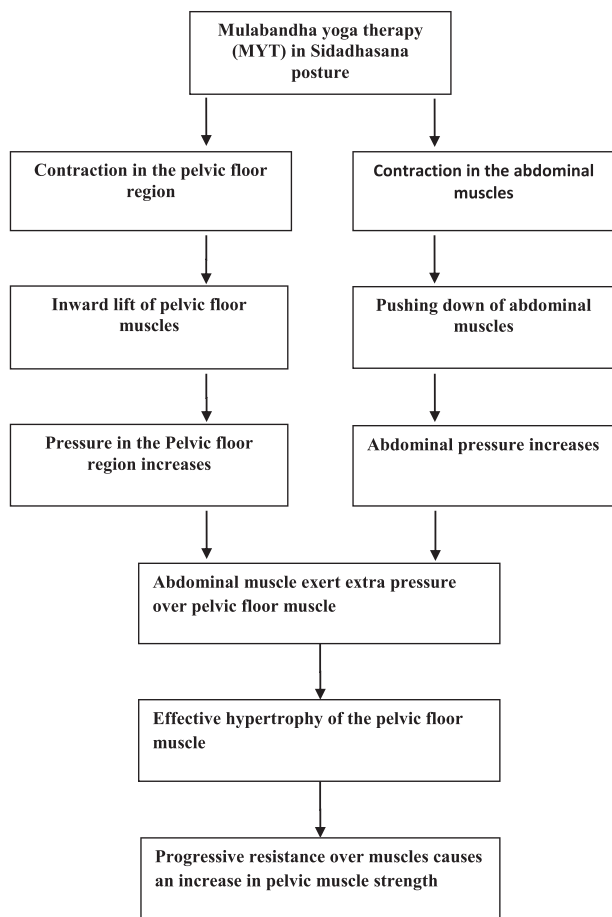 Mulabandha yoga therapy
(MYT) in Sidadhasana
posture
Contraction in the pelvic floor
region
Contraction in the abdominal
muscles
Inward lift of pelvic floor
muscles
Pushing down of abdominal
muscles
Pressure in the Pelvic floor
region increases
Abdominal pressure increases
Abdominal muscle exert extra pressure
over pelvic floor muscle
Effective hypertrophy of the pelvic floor
muscle
Progressive resistance over muscles causes
an increase in pelvic muscle strength